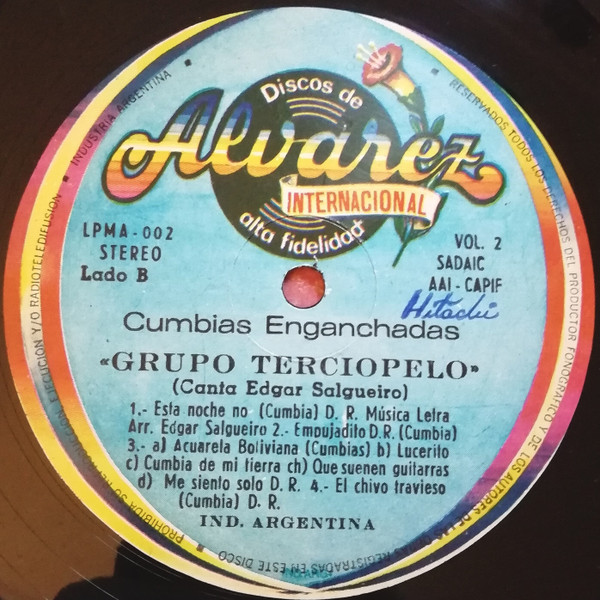 Discos de
Alvarez
INTERNACIONAL
alta fidelidad
LPMA - 002
STEREO
Lado B
VOL. 2
SADAIC
AAI - CAPIF
Hitachi
Cumbias Enganchadas
«GRUPO TERCIOPELO»
(Canta Edgar Salgueiro)
1.- Esta noche no (Cumbia) D. R. Música Letra
Arr. Edgar Salgueiro 2.- Empujadito D.R. (Cumbia)
3.- a) Acuarela Boliviana (Cumbias) b) Lucerito
c) Cumbia de mi tierra ch) Que suenen guitarras
d) Me siento solo D. R. 4.- El chivo travieso
(Cumbia) D. R.
IND. ARGENTINA
INDUSTRIA ARGENTINA
RESERVADOS TODOS LOS DERECHOS DEL PRODUCTOR FONOGRAFICO Y DE LOS AUTORES DE LAS OBRAS REGISTRADAS EN ESTE DISCO
PROHIBIDA SU EJECUCION Y/O RADIOTELEDIFUSION